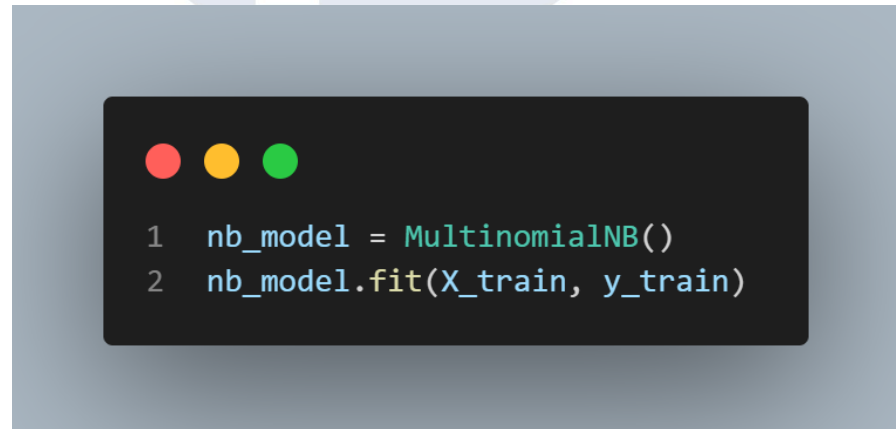 1 nb_model = MultinomialNB()
2 nb_model.fit(X_train, y_train)